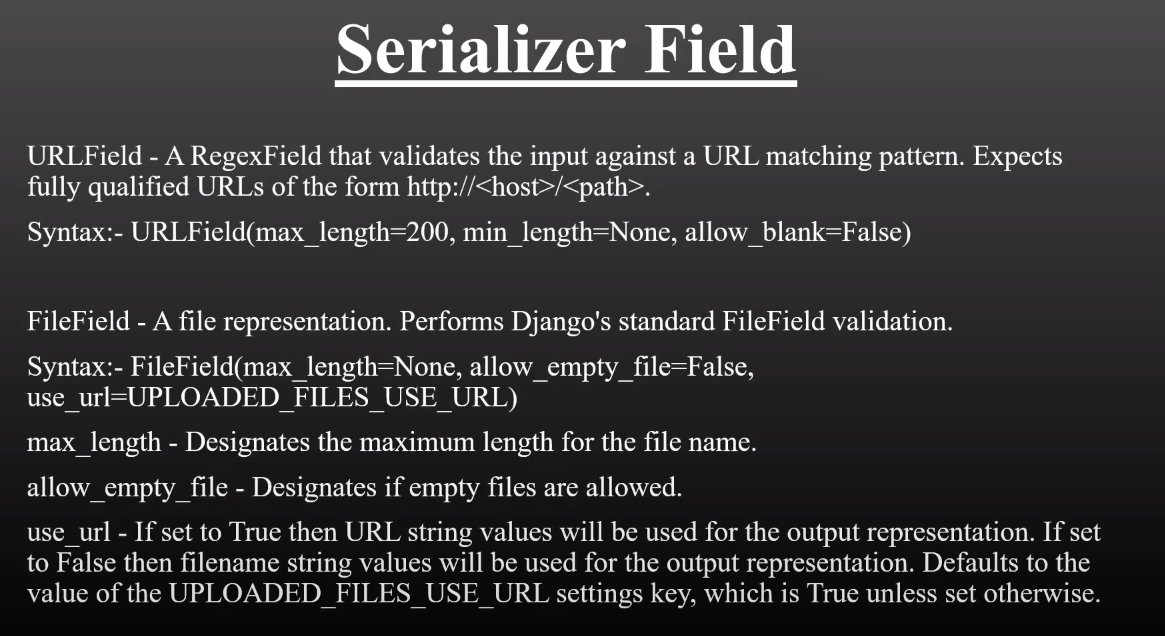 Serializer Field
URLField - A RegexField that validates the input against a URL matching pattern. Expects
fully qualified URLs of the form http://<host>/<path>.
Syntax:- URLField(max_length=200, min_length=None, allow_blank=False)
FileField - A file representation. Performs Django's standard FileField validation.
Syntax:- FileField(max_length=None, allow_empty_file=False,
use_url=UPLOADED_FILES_USE_URL)
max_length - Designates the maximum length for the file name.
allow_empty_file - Designates if empty files are allowed.
use_url - If set to True then URL string values will be used for the output representation. If set
to False then filename string values will be used for the output representation. Defaults to the
value of the UPLOADED_FILES_USE_URL settings key, which is True unless set otherwise.